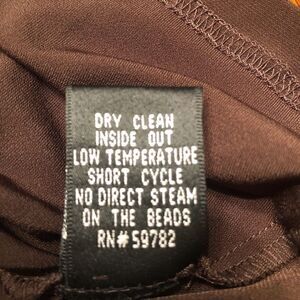 DRY CLEAN
INSIDE OUT
LOW TEMPERATURE
SHORT CYCLE
NO DIRECT STEAM
ON THE BEADS
RN#59782